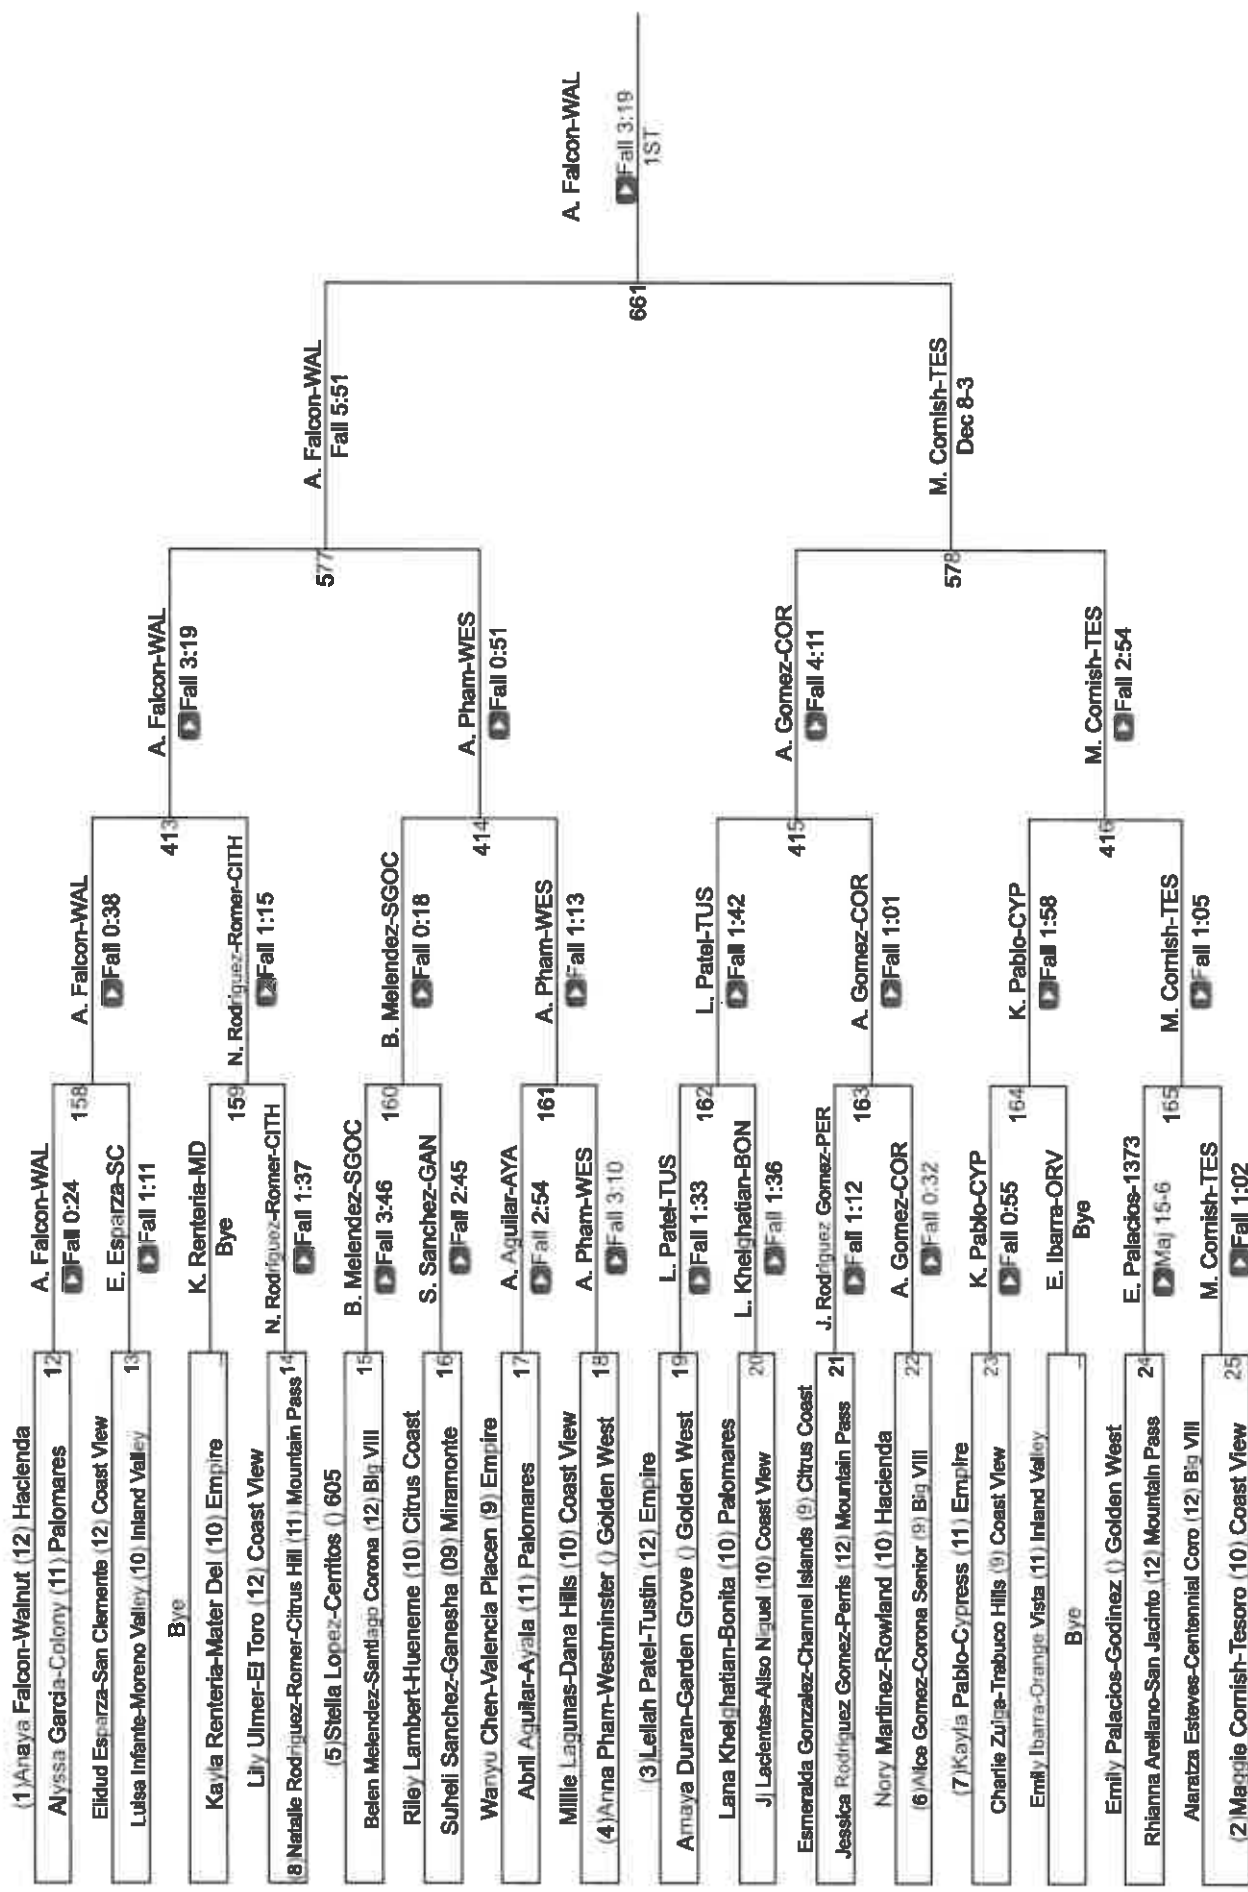 (1)Anaya Falcon-Walnut (12) Hacienda
12
Alyssa Garcia-Colony (11) Palomares
Eidud Esparza-San Clemente (12) Coast View
13
Luisa Infante-Moreno Valley (10) Inland Valley
Bye
Kayla Renteria-Mater Del (10) Empire
Lily Ulmer-El Toro (12) Coast View
14
(8)Natalie Rodriguez-Romer-Citrus Hill (11) Mountain Pass
(5)Stella Lopez-Cerritos () 605
15
Belen Melendez-Santiago Corona (12) Big VIII
Riley Lambert-Hueneme (10) Citrus Coast
16
Suheli Sanchez-Ganesha (09) Miramonte
Wanyu Chen-Valencia Placen (9) Empire
17
Abril Aguilar-Ayala (11) Palomares
Millie Lagunas-Dana Hills (10) Coast View
18
(4)Anna Pham-Westminster () Golden West
(3)Leilah Patel-Tustin (12) Empire
19
Amaya Duran-Garden Grove () Golden West
Lana Khelghatian-Bonita (10) Palomares
20
Jj Lacientes-Aliso Niguel (10) Coast View
Esmeralda Gonzalez-Channel Islands (9) Citrus Coast
21
Jessica Rodriguez Gomez-Perris (12) Mountain Pass
Nory Martinez-Rowland (10) Hacienda
22
(6)Alice Gomez-Corona Senior (9) Big VIII
(7)Kayla Pablo-Cypress (11) Empire
23
Charlie Zuiga-Trabuco Hills (9) Coast View
Emily Ibarra-Orange Vista (11) Inland Valley
Bye
Emily Palacios-Godinez () Golden West
24
Rhianna Arellano-San Jacinto (12) Mountain Pass
Alaratza Esteves-Centennial Coro (12) Big VIII
25
(2)Maggie Cornish-Tesoro (10) Coast View
A. Falcon-WAL
Fall 0:24
158
E. Esparza-SC
Fall 1:11
K. Renteria-MD
Bye
159
N. Rodriguez-Romer-CITH
Fall 1:37
B. Melendez-SGOC
Fall 3:46
160
S. Sanchez-GAN
Fall 2:45
A. Aguilar-AYA
Fall 2:54
161
A. Pham-WES
Fall 3:10
L. Patel-TUS
Fall 1:33
162
L. Khelghatian-BON
Fall 1:36
J. Rodriguez Gomez-PER
Fall 1:12
163
A. Gomez-COR
Fall 0:32
K. Pablo-CYP
Fall 0:55
164
E. Ibarra-ORV
Bye
E. Palacios-1373
Maj 15-6
165
M. Cornish-TES
Fall 1:02
A. Falcon-WAL
Fall 0:38
413
N. Rodriguez-Romer-CITH
Fall 1:15
B. Melendez-SGOC
Fall 0:18
414
A. Pham-WES
Fall 1:13
L. Patel-TUS
Fall 1:42
415
A. Gomez-COR
Fall 1:01
K. Pablo-CYP
Fall 1:58
416
M. Cornish-TES
Fall 1:05
A. Falcon-WAL
Fall 3:19
577
A. Pham-WES
Fall 0:51
A. Gomez-COR
Fall 4:11
578
M. Cornish-TES
Fall 2:54
A. Falcon-WAL
Fall 5:51
661
M. Cornish-TES
Dec 8-3
A. Falcon-WAL
Fall 3:19
1ST